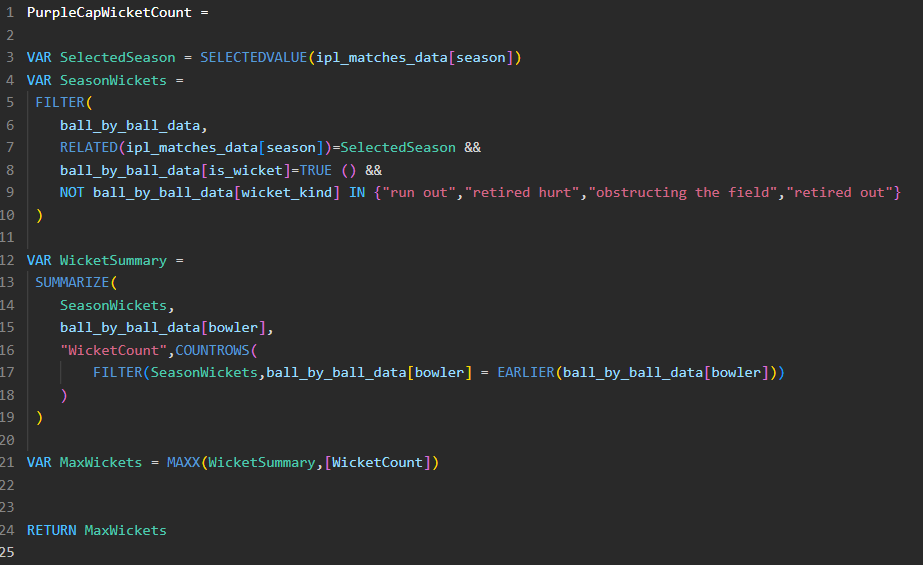 1 PurpleCapWicketCount =
2
3 VAR SelectedSeason = SELECTEDVALUE(ipl_matches_data[season])
4 VAR SeasonWickets =
5 FILTER(
6 ball_by_ball_data,
7 RELATED(ipl_matches_data[season])=SelectedSeason &&
8 ball_by_ball_data[is_wicket]=TRUE () &&
9 NOT ball_by_ball_data[wicket_kind] IN {"run out","retired hurt","obstructing the field","retired out"}
10 )
11
12 VAR WicketSummary =
13 SUMMARIZE(
14 SeasonWickets,
15 ball_by_ball_data[bowler],
16 "WicketCount",COUNTROWS(
17 FILTER(SeasonWickets,ball_by_ball_data[bowler] = EARLIER(ball_by_ball_data[bowler]))
18 )
19 )
20
21 VAR MaxWickets = MAXX(WicketSummary,[WicketCount])
22
23
24 RETURN MaxWickets
25